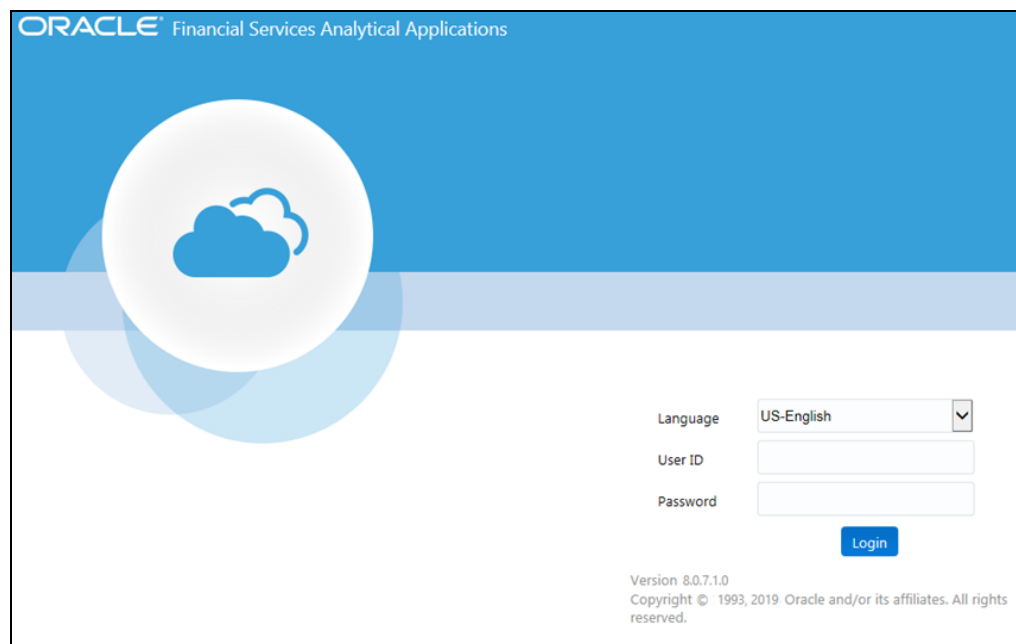 ORACLE® Financial Services Analytical Applications
Language US-English
User ID
Password
Login
Version 8.0.7.1.0
Copyright © 1993, 2019 Oracle and/or its affiliates. All rights
reserved.